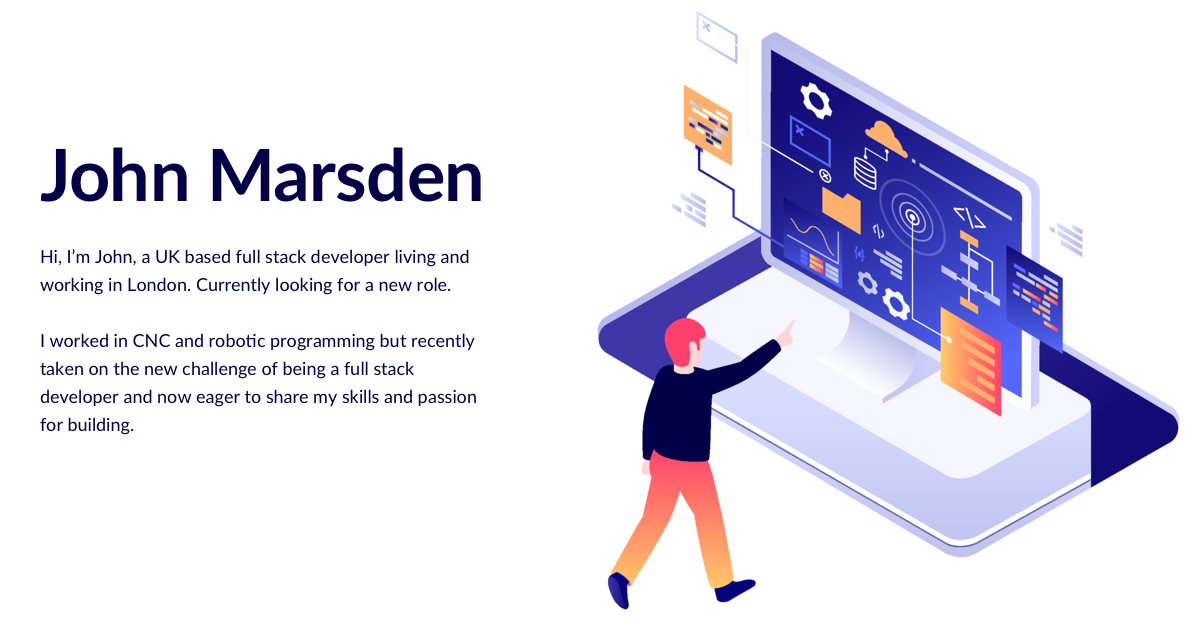 John Marsden
Hi, I’m John, a UK based full stack developer living and
working in London. Currently looking for a new role.
I worked in CNC and robotic programming but recently
taken on the new challenge of being a full stack
developer and now eager to share my skills and passion
for building.